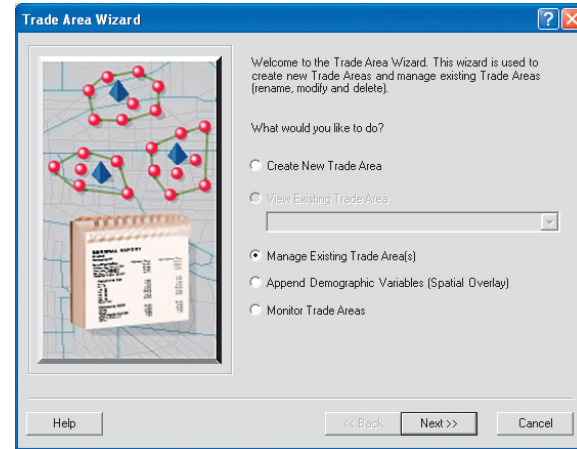 Trade Area Wizard
Welcome to the Trade Area Wizard. This wizard is used to
create new Trade Areas and manage existing Trade Areas
(rename, modify and delete).
What would you like to do?
Create New Trade Area
View Existing Trade Area
Manage Existing Trade Area(s)
Append Demographic Variables (Spatial Overlay)
Monitor Trade Areas
Help
<< Back
Next >>
Cancel